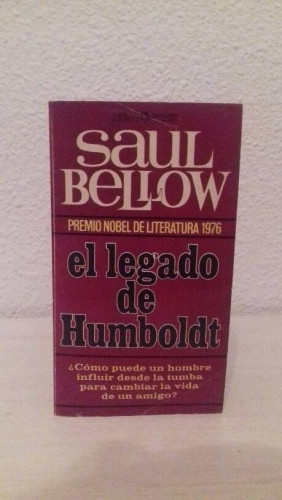 SaUL
BELLOW
PREMIO NOBEL DE LITERATURA 1976
el legado
de
Humboldt
¿Cómo puede un hombre
influir desde la tumba
para cambiar la vida
de un amigo?